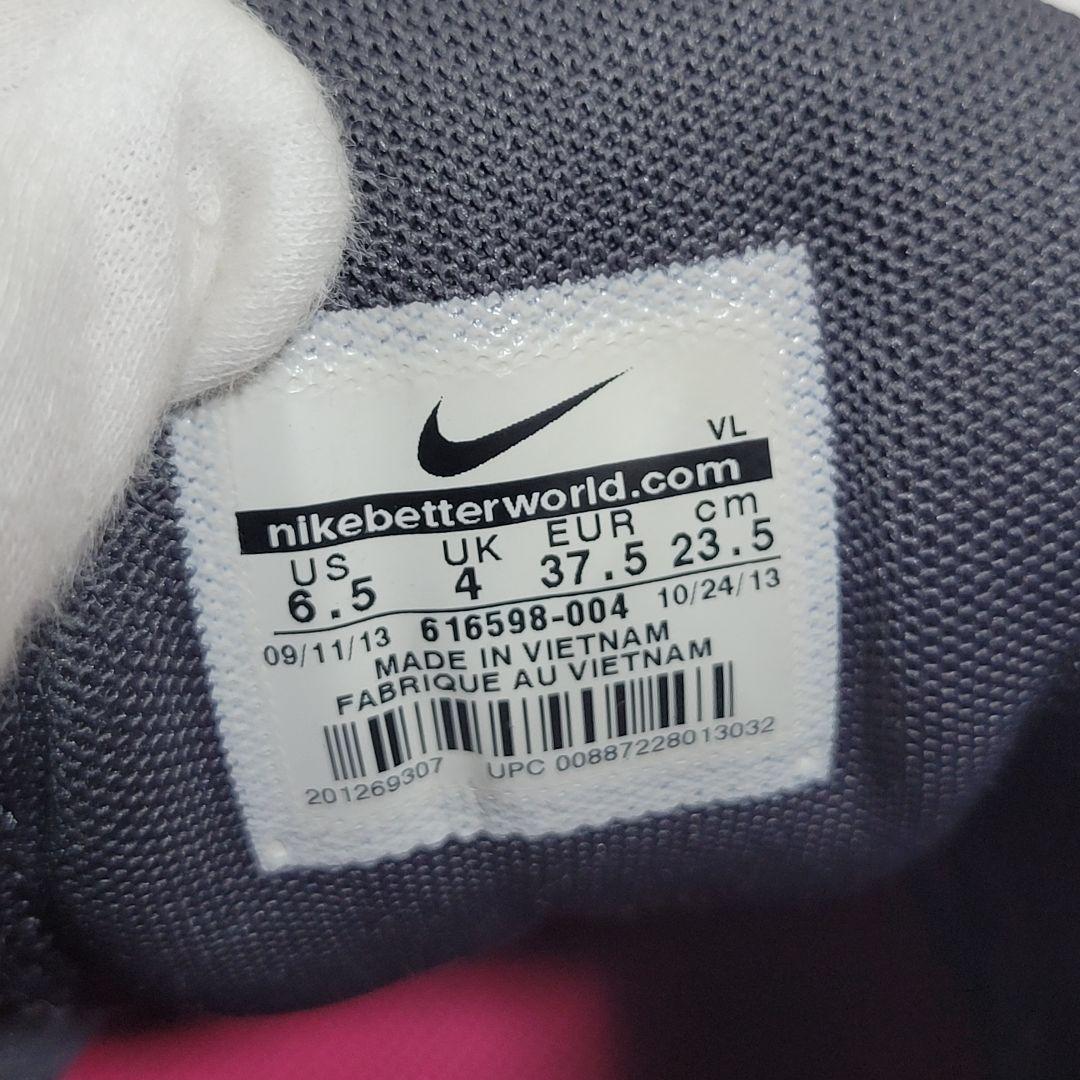 VL
nikebetterworld.com
US UK EUR cm
6.5 4 37.5 23.5
09/11/13 616598-004 10/24/13
MADE IN VIETNAM
FABRIQUE AU VIETNAM
201269307 UPC 00887228013032